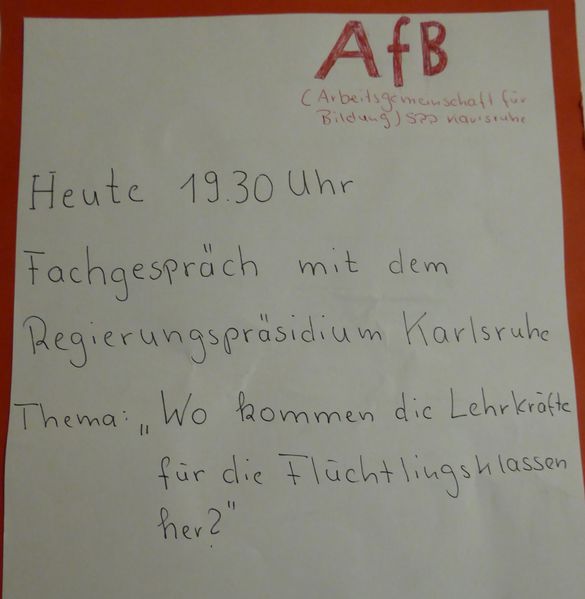 AfB
(Arbeitsgemeinschaft für
Bildung) SPD Karlsruhe
Heute 19.30 Uhr
Fachgespräch mit dem
Regierungspräsidium Karlsruhe
Thema: „Wo kommen die Lehrkräfte
für die Flüchtlingsklassen
her?"